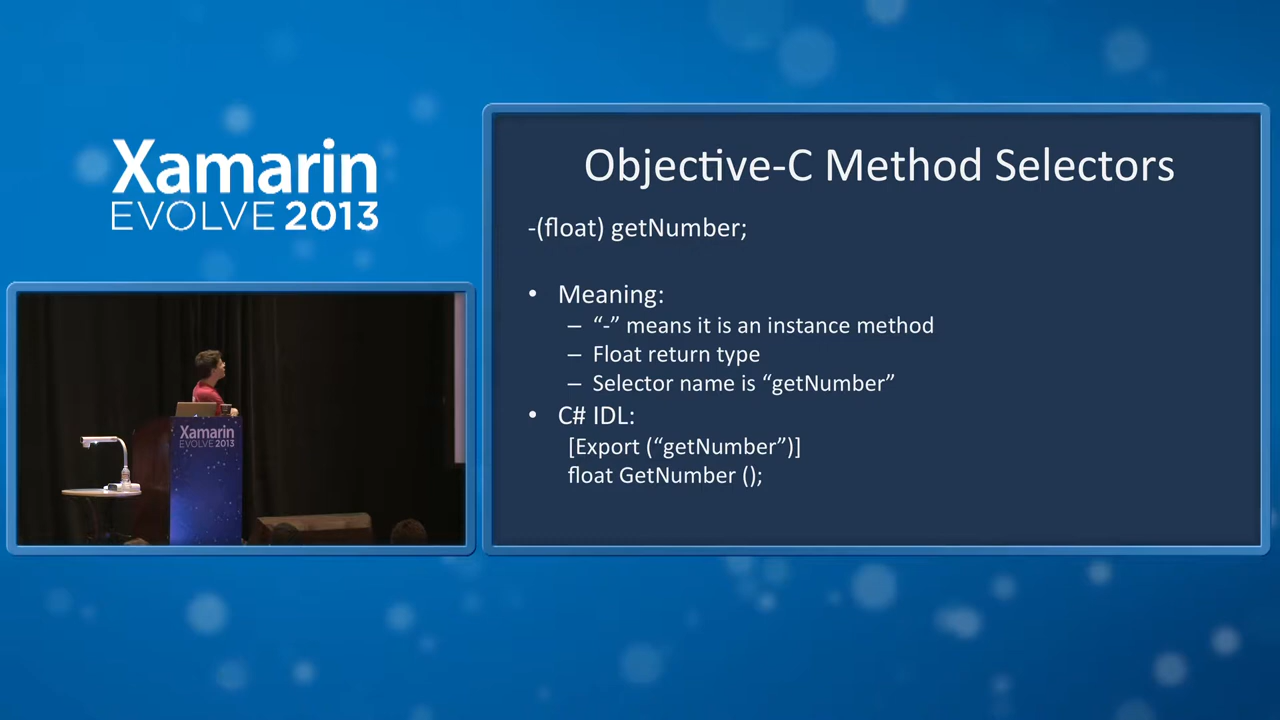 Xamarin
EVOLVE 2013
Objective-C Method Selectors
-(float) getNumber;
• Meaning:
– “-” means it is an instance method
– Float return type
– Selector name is “getNumber”
• C# IDL:
[Export (“getNumber”)]
float GetNumber ();
Xamarin
EVOLVE 2013